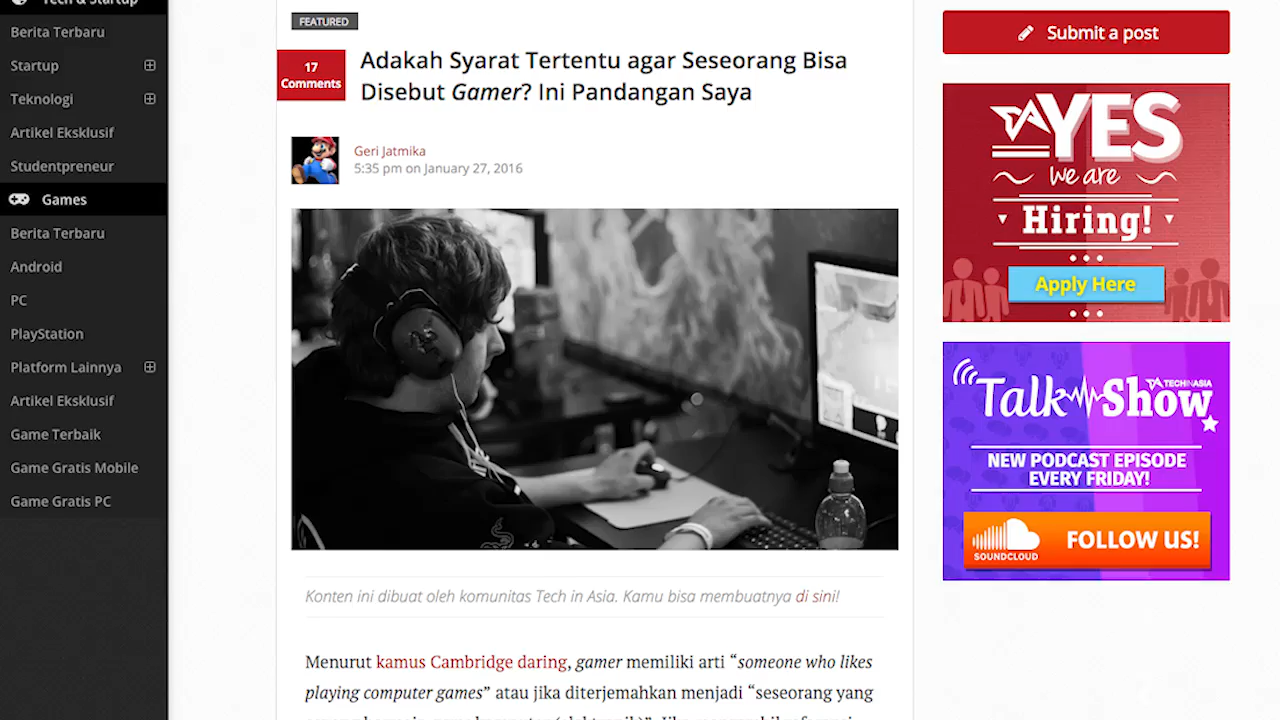 Tech & Startup
Berita Terbaru
Startup
Teknologi
Artikel Eksklusif
Studentpreneur
Games
Berita Terbaru
Android
PC
PlayStation
Platform Lainnya
Artikel Eksklusif
Game Terbaik
Game Gratis Mobile
Game Gratis PC
FEATURED
17
Comments
Adakah Syarat Tertentu agar Seseorang Bisa
Disebut Gamer? Ini Pandangan Saya
Geri Jatmika
5:35 pm on January 27, 2016
Konten ini dibuat oleh komunitas Tech in Asia. Kamu bisa membuatnya di sini!
Menurut kamus Cambridge daring, gamer memiliki arti “someone who likes
playing computer games” atau jika diterjemahkan menjadi “seseorang yang
Submit a post
YES
we are
Hiring!
Apply Here
Talk Show
TECHINASIA
NEW PODCAST EPISODE
EVERY FRIDAY!
SOUNDCLOUD
FOLLOW US!